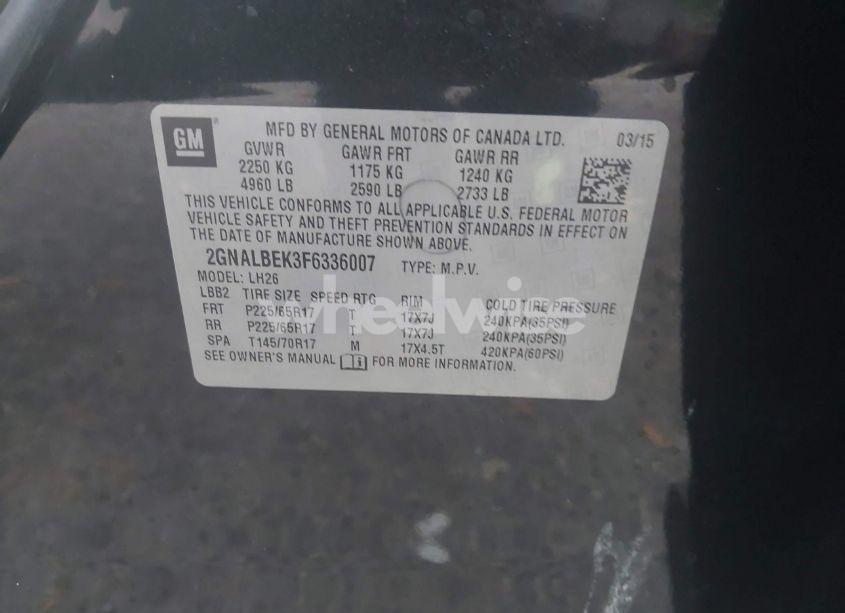 GM
MFD BY GENERAL MOTORS OF CANADA LTD. 03/15
GVWR GAWR FRT GAWR RR
2250 KG 1175 KG 1240 KG
4960 LB 2590 LB 2733 LB
THIS VEHICLE CONFORMS TO ALL APPLICABLE U.S. FEDERAL MOTOR
VEHICLE SAFETY AND THEFT PREVENTION STANDARDS IN EFFECT ON
THE DATE OF MANUFACTURE SHOWN ABOVE.
2GNALBEK3F6336007 TYPE: M.P.V.
MODEL: LH26
LBB2 TIRE SIZE SPEED RTG RIM COLD TIRE PRESSURE
FRT P225/65R17 T 17X7J 240KPA(35PSI)
RR P225/65R17 T 17X7J 240KPA(35PSI)
SPA T145/70R17 M 17X4.5T 420KPA(60PSI)
SEE OWNER'S MANUAL FOR MORE INFORMATION.
wheelwire